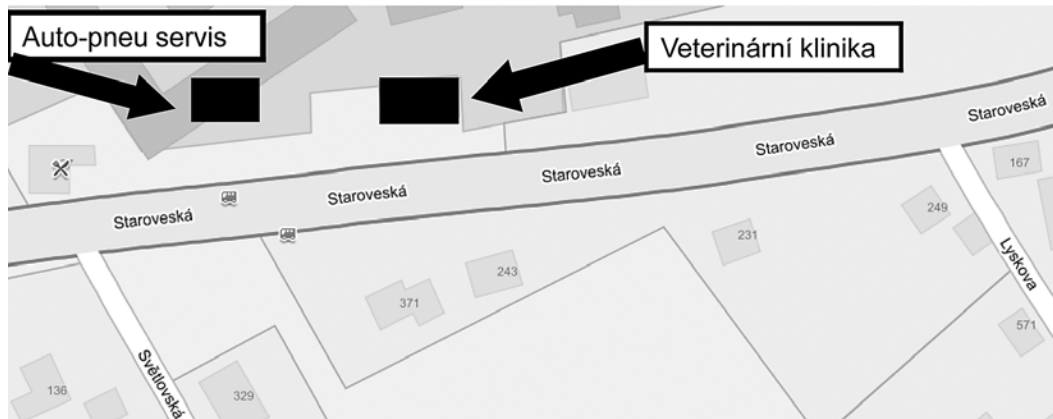 Auto-pneu servis
Veterinární klinika
Staroveská
Staroveská
Staroveská
Staroveská
Staroveská
167
249
231
243
371
Lyskova
571
Světlovská
136
329